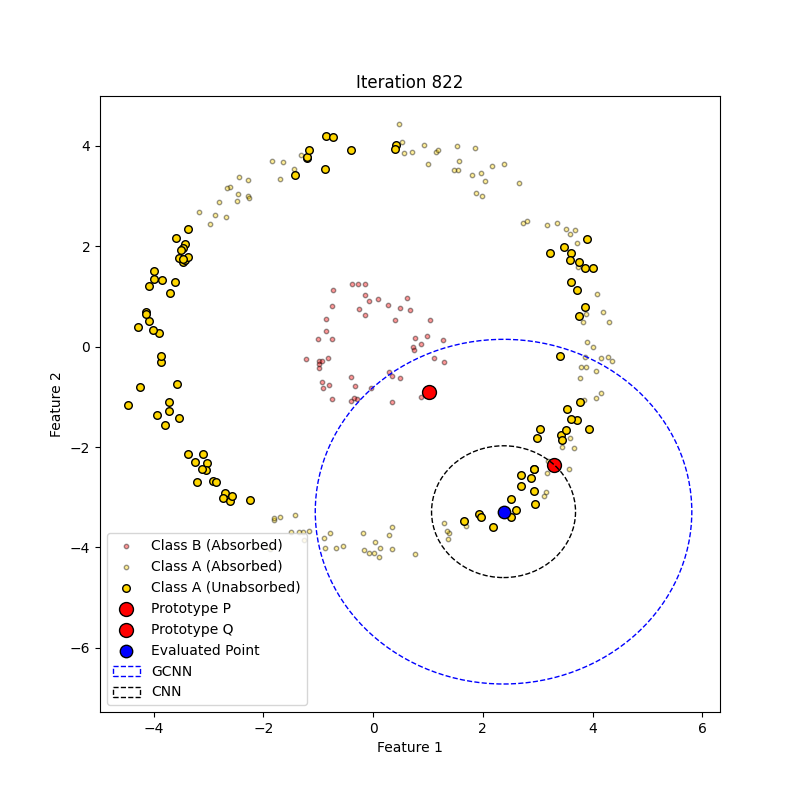 Iteration 822
4
2
0
−2
−4
−6
Feature 2
Class B (Absorbed)
Class A (Absorbed)
Class A (Unabsorbed)
Prototype P
Prototype Q
Evaluated Point
GCNN
CNN
−4
−2
0
2
4
6
Feature 1